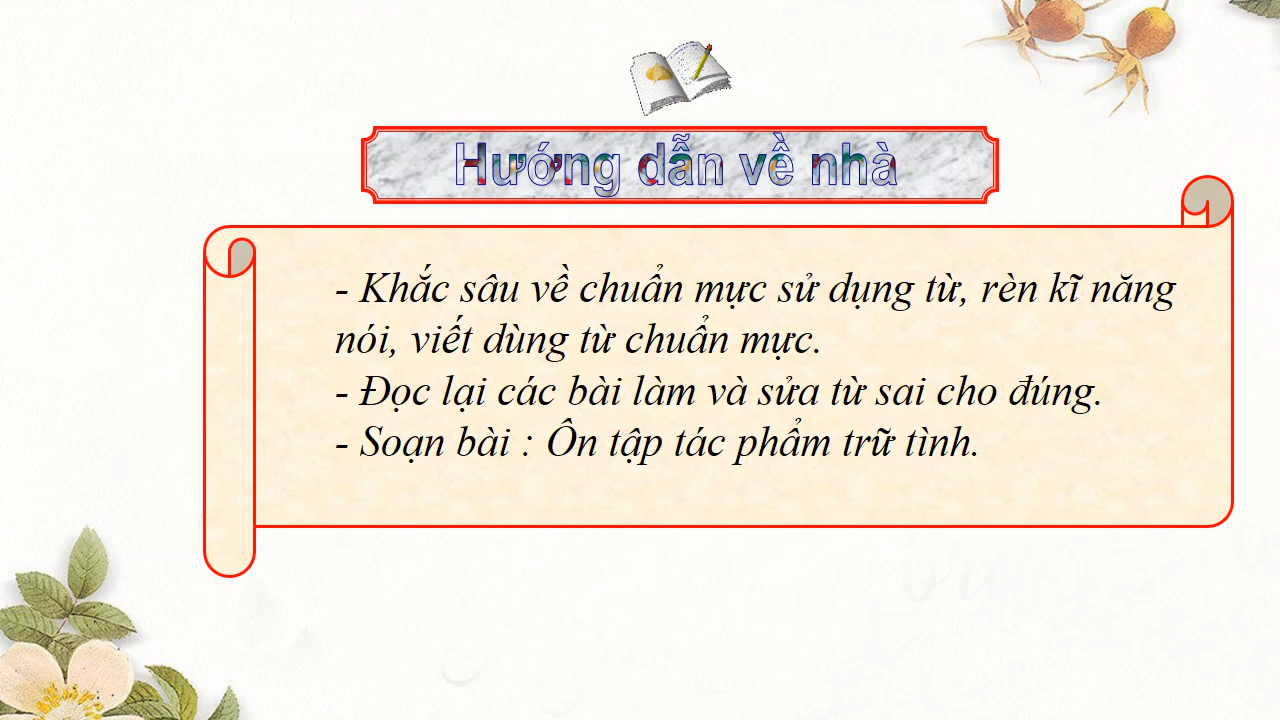 Hướng dẫn về nhà
- Khắc sâu về chuẩn mực sử dụng từ, rèn kĩ năng
nói, viết dùng từ chuẩn mực.
- Đọc lại các bài làm và sửa từ sai cho đúng.
- Soạn bài : Ôn tập tác phẩm trữ tình.